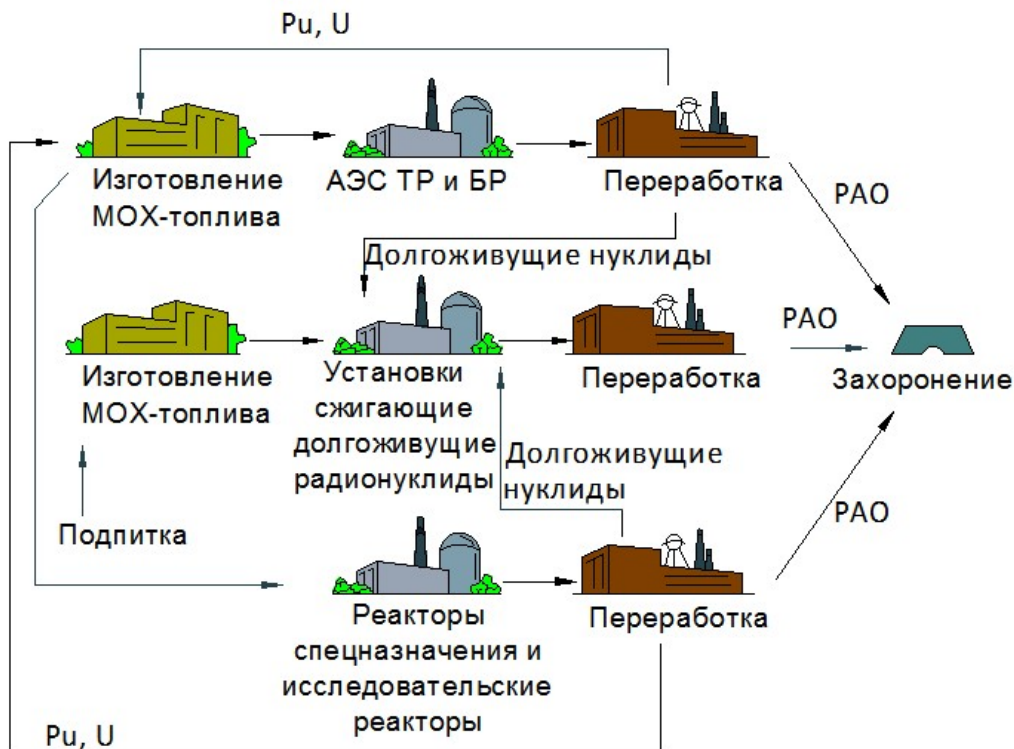 Pu, U
Изготовление
МОХ-топлива
АЭС ТР и БР
Переработка
РАО
Долгоживущие нуклиды
Изготовление
МОХ-топлива
Установки
сжигающие
долгоживущие
радионуклиды
Переработка
РАО
Захоронение
Долгоживущие
нуклиды
Подпитка
РАО
Реакторы
спецназначения и
исследовательские
реакторы
Переработка
Pu, U